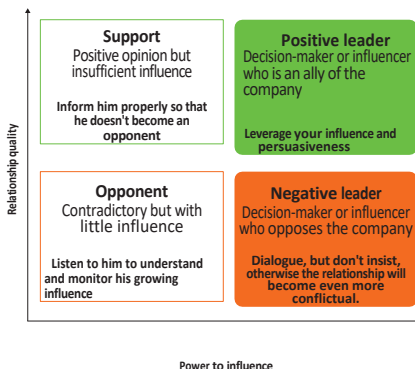 Support
Positive opinion but
insufficient influence
Inform him properly so that
he doesn't become an
opponent
Positive leader
Decision-maker or influencer
who is an ally of the
company
Leverage your influence and
persuasiveness
Relationship quality
Opponent
Contradictory but with
little influence
Listen to him to understand
and monitor his growing
influence
Negative leader
Decision-maker or influencer
who opposes the company
Dialogue, but don't insist,
otherwise the relationship will
become even more
conflictual.
Power to influence